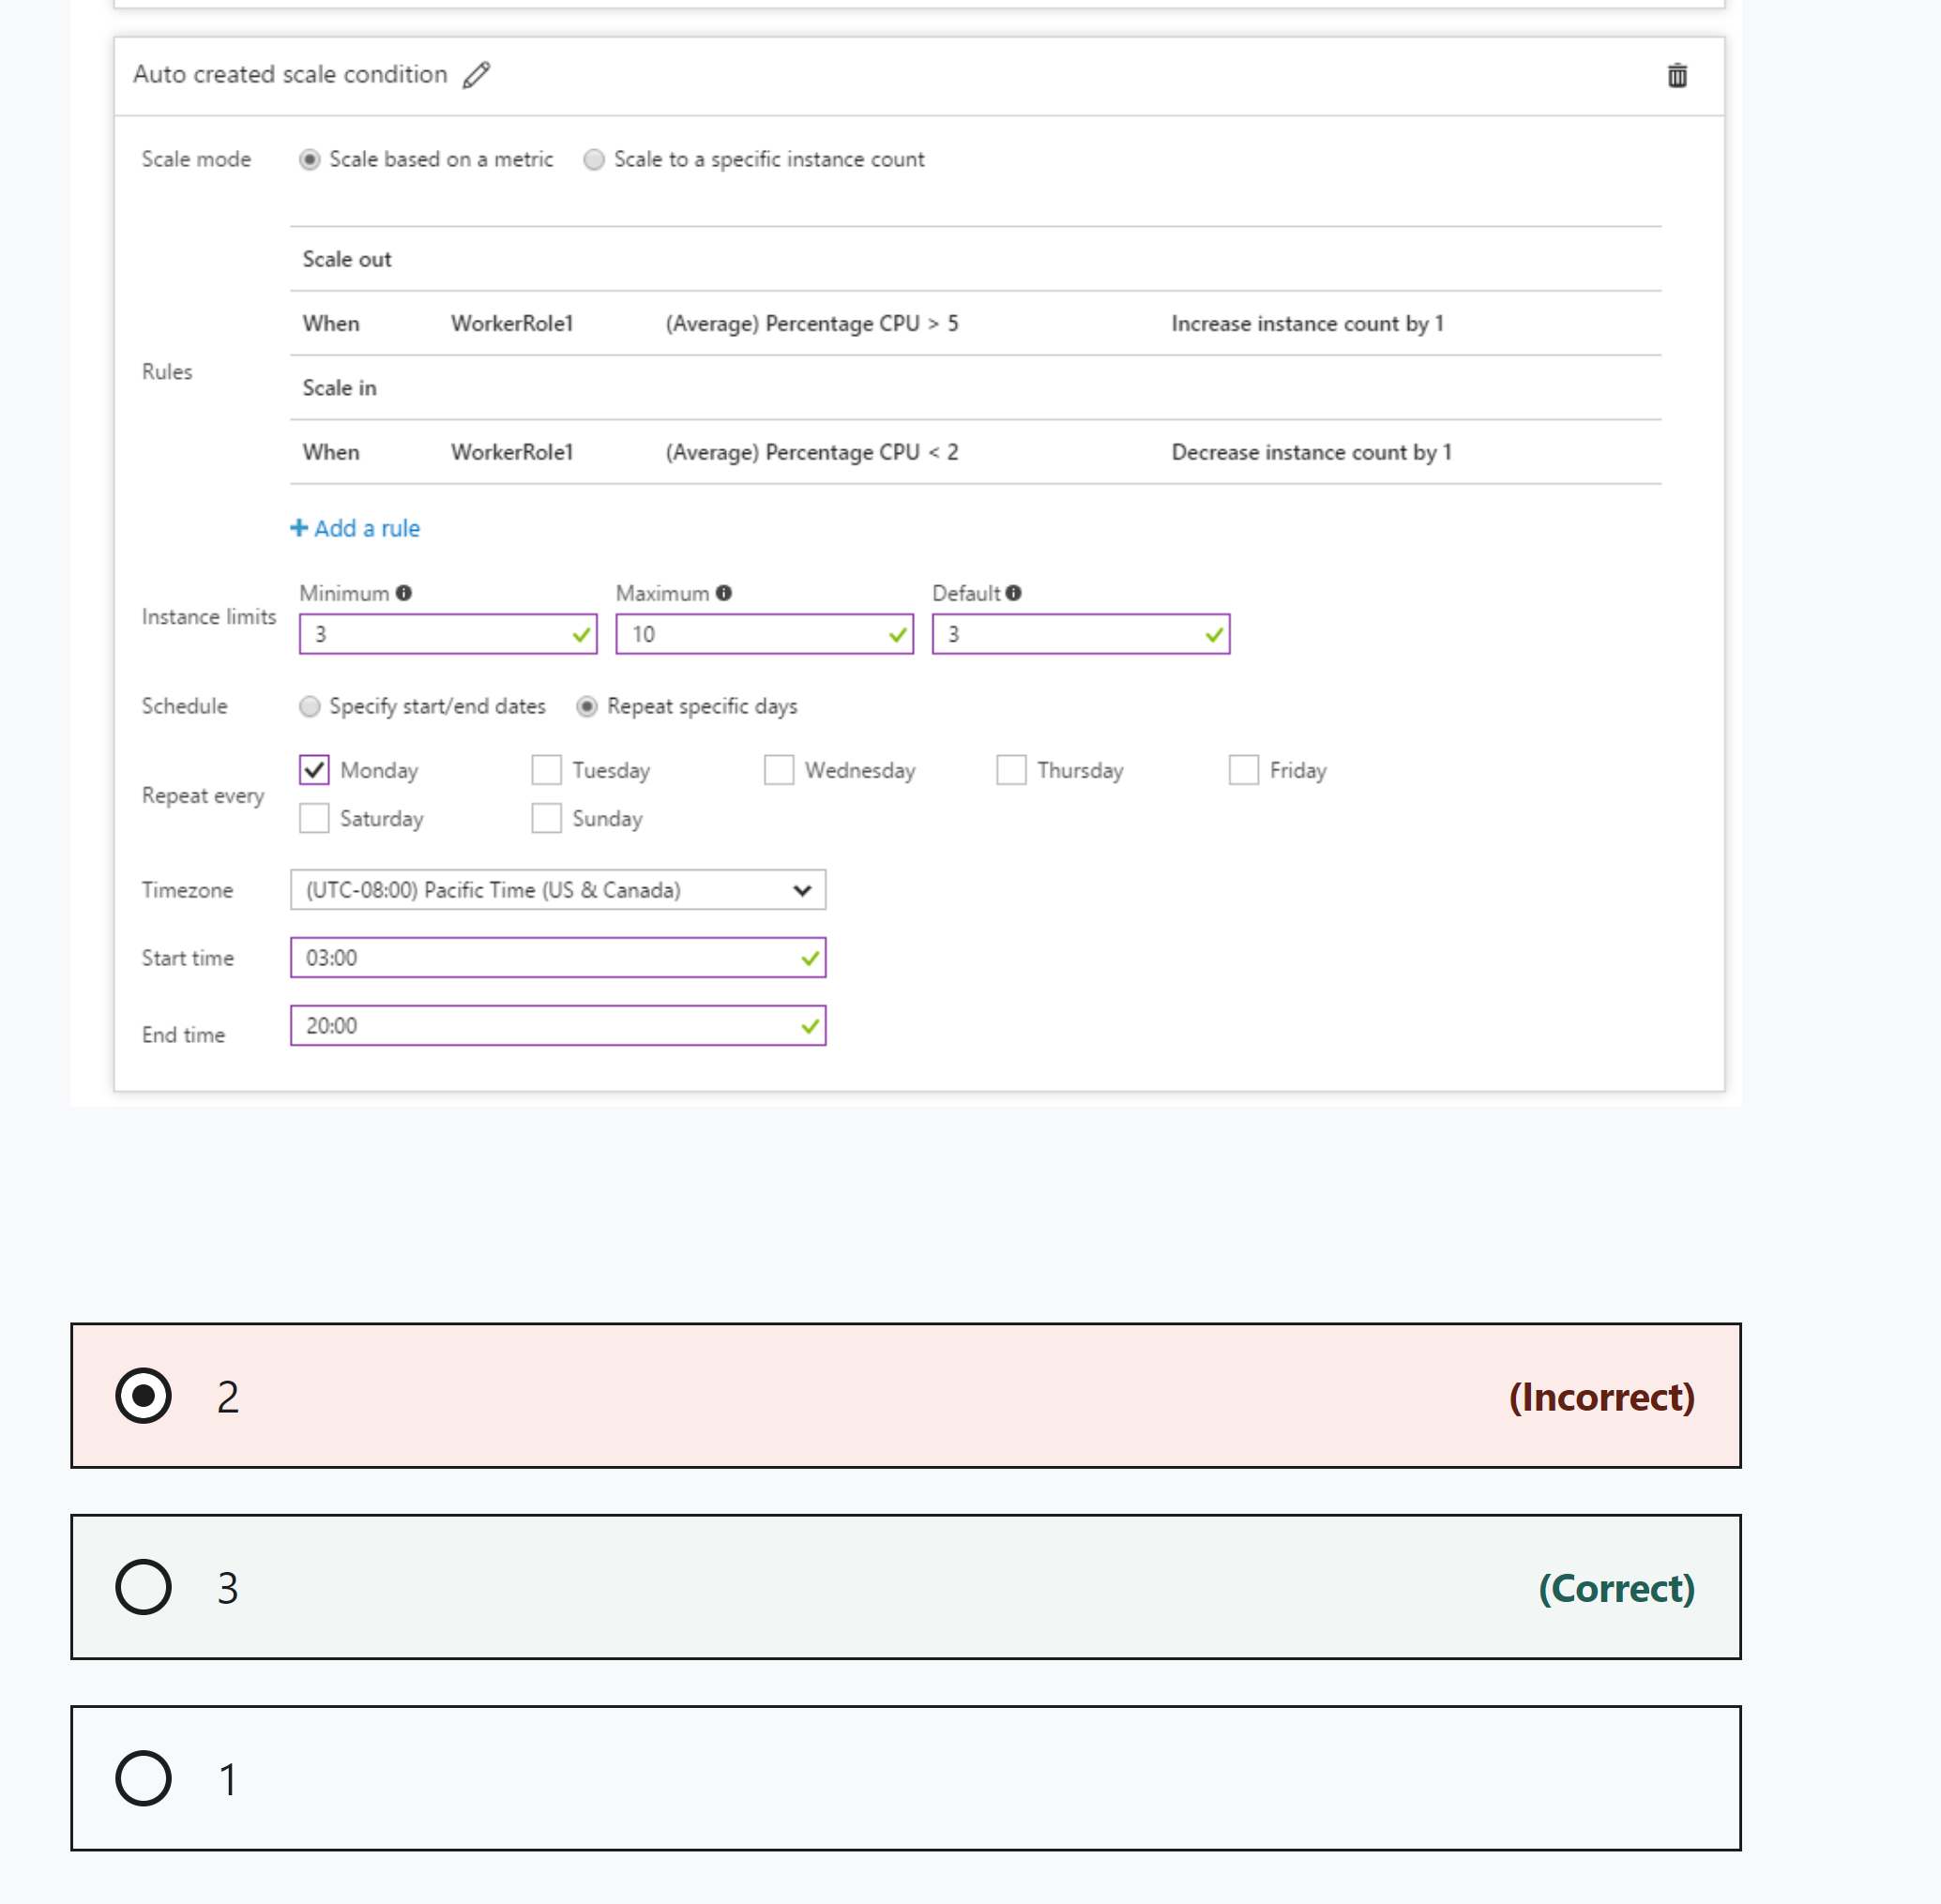 Auto created scale condition
Scale mode Scale based on a metric Scale to a specific instance count
Scale out
When WorkerRole1 (Average) Percentage CPU > 5 Increase instance count by 1
Rules
Scale in
When WorkerRole1 (Average) Percentage CPU < 2 Decrease instance count by 1
+ Add a rule
Minimum Maximum Default
Instance limits
3 10 3
Schedule Specify start/end dates Repeat specific days
Monday Tuesday Wednesday Thursday Friday
Repeat every
Saturday Sunday
Timezone (UTC-08:00) Pacific Time (US & Canada)
Start time 03:00
End time 20:00
2 (Incorrect)
3 (Correct)
1